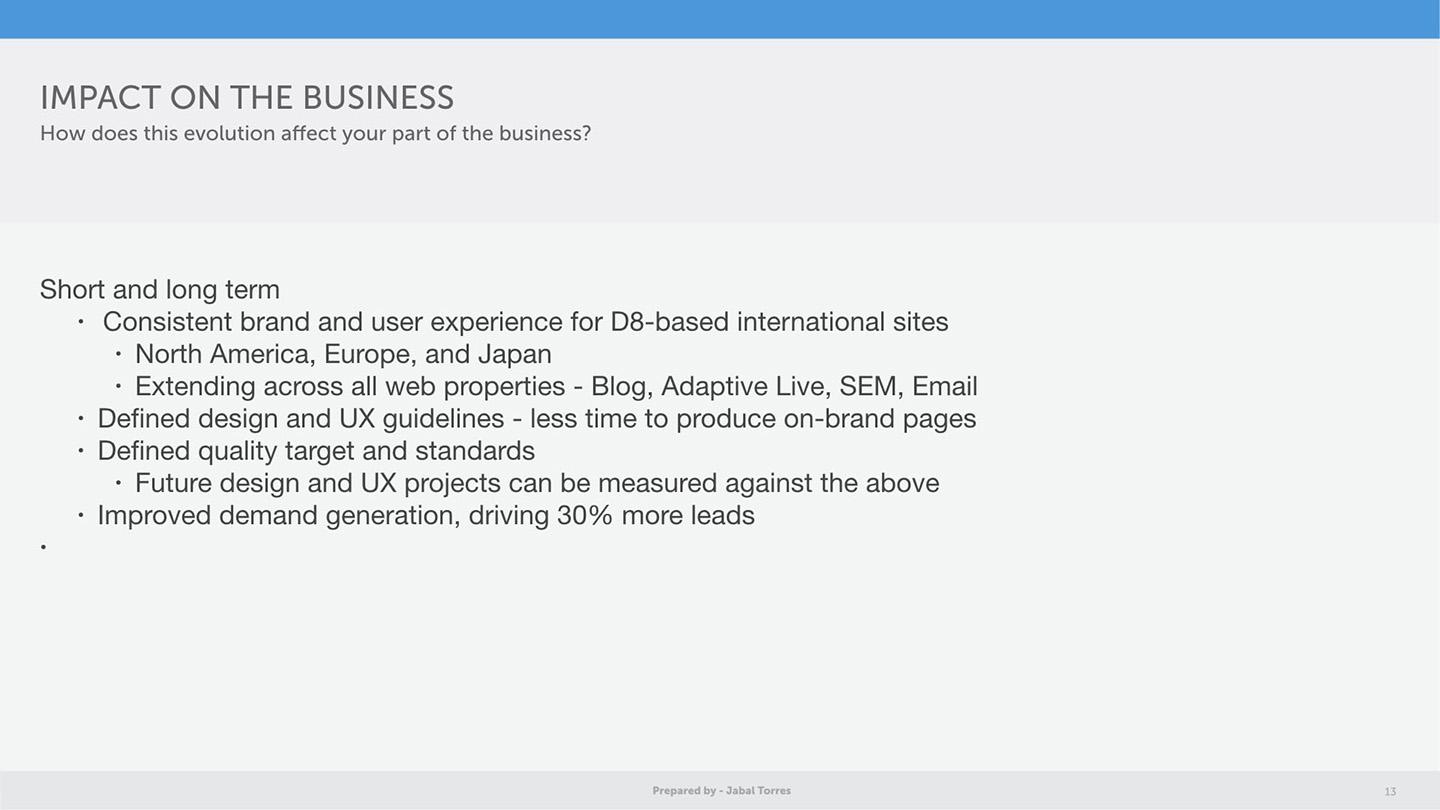 IMPACT ON THE BUSINESS
How does this evolution affect your part of the business?
Short and long term
• Consistent brand and user experience for D8-based international sites
• North America, Europe, and Japan
• Extending across all web properties - Blog, Adaptive Live, SEM, Email
• Defined design and UX guidelines - less time to produce on-brand pages
• Defined quality target and standards
• Future design and UX projects can be measured against the above
• Improved demand generation, driving 30% more leads
•
Prepared by - Jabal Torres
13